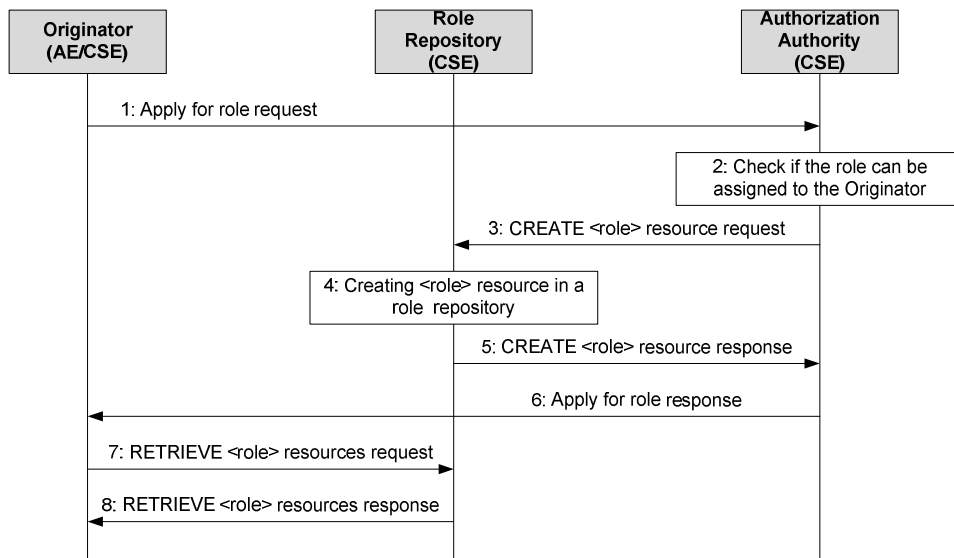 Originator
(AE/CSE)
Role
Repository
(CSE)
Authorization
Authority
(CSE)
1: Apply for role request
2: Check if the role can be
assigned to the Originator
3: CREATE <role> resource request
4: Creating <role> resource in a
role repository
5: CREATE <role> resource response
6: Apply for role response
7: RETRIEVE <role> resources request
8: RETRIEVE <role> resources response